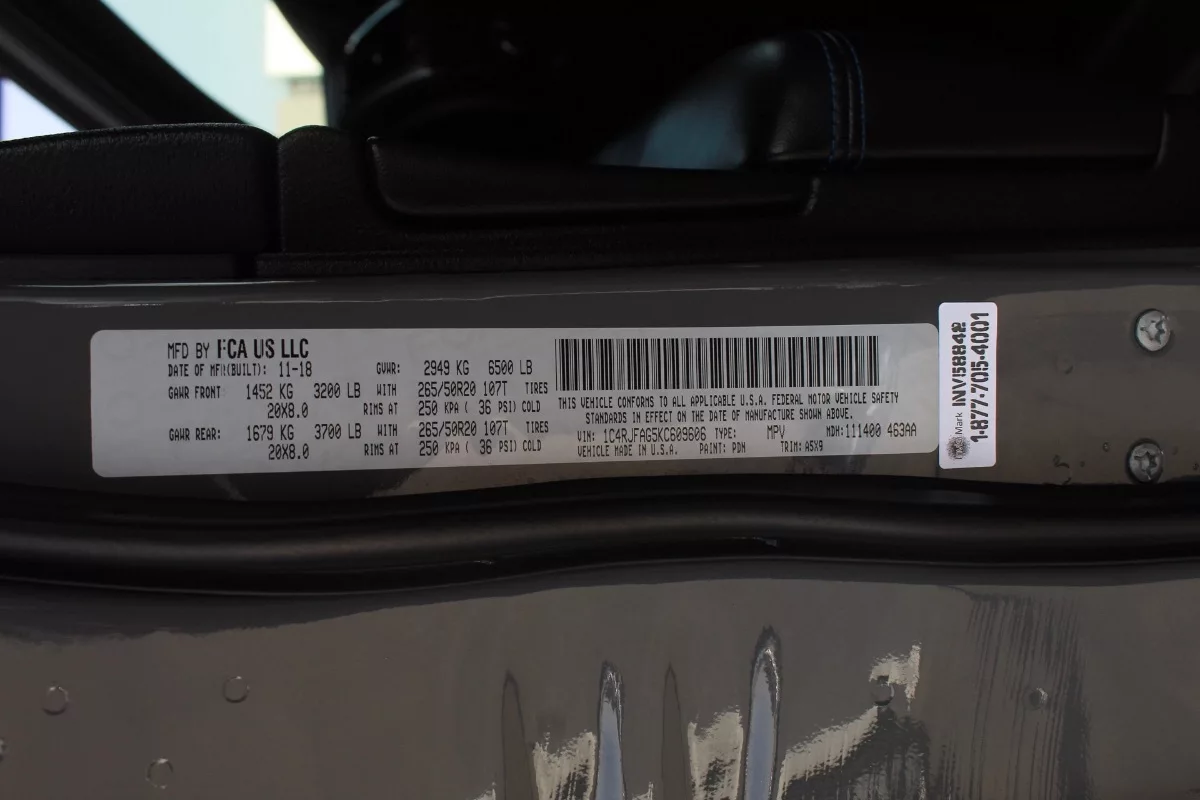 MFD BY FCA US LLC
DATE OF MFR(BUILT): 11-18 GVWR: 2949 KG 6500 LB
GAWR FRONT: 1452 KG 3200 LB WITH 265/50R20 107T TIRES
20X8.0 RIMS AT 250 KPA ( 36 PSI) COLD
GAWR REAR: 1679 KG 3700 LB WITH 265/50R20 107T TIRES
20X8.0 RIMS AT 250 KPA ( 36 PSI) COLD
THIS VEHICLE CONFORMS TO ALL APPLICABLE U.S.A. FEDERAL MOTOR VEHICLE SAFETY
STANDARDS IN EFFECT ON THE DATE OF MANUFACTURE SHOWN ABOVE.
VIN: 1C4RJFAG5KC609606 TYPE: MPV MDH: 111400 463AA
VEHICLE MADE IN U.S.A. PAINT: PDN TRIM: A5X9
Mark INV58848
1-877-705-4001